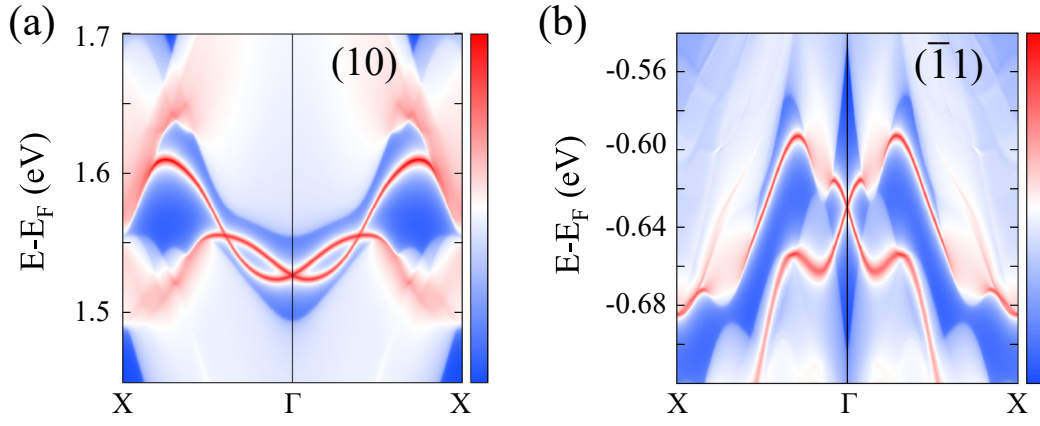 (a)
(10)
E-E_F (eV)
1.7
1.6
1.5
X
Γ
X
(b)
(1̅1)
E-E_F (eV)
-0.56
-0.60
-0.64
-0.68
X
Γ
X